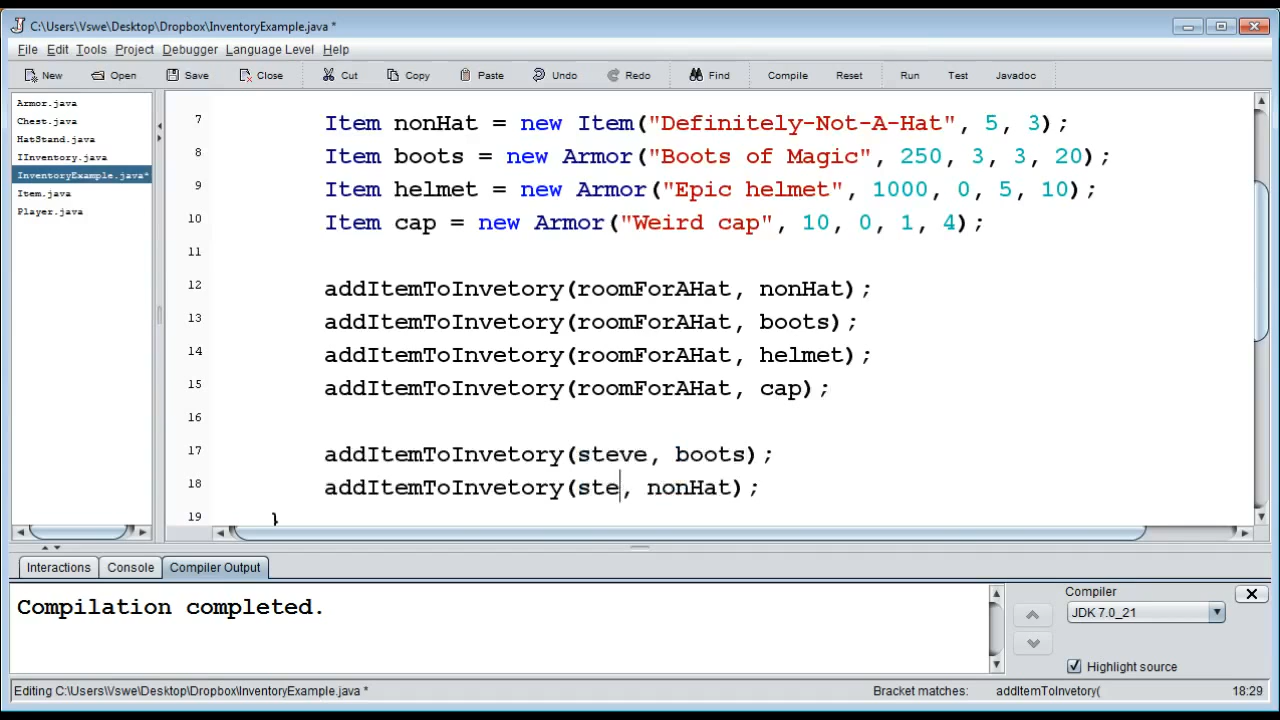 C:\Users\Vswe\Desktop\Dropbox\InventoryExample.java *
File Edit Tools Project Debugger Language Level Help
New Open Save Close Cut Copy Paste Undo Redo Find Compile Reset Run Test Javadoc
Armor.java
Chest.java
HatStand.java
IInventory.java
InventoryExample.java*
Item.java
Player.java
7 Item nonHat = new Item("Definitely-Not-A-Hat", 5, 3);
8 Item boots = new Armor("Boots of Magic", 250, 3, 3, 20);
9 Item helmet = new Armor("Epic helmet", 1000, 0, 5, 10);
10 Item cap = new Armor("Weird cap", 10, 0, 1, 4);
11
12 addItemToInvetory(roomForAHat, nonHat);
13 addItemToInvetory(roomForAHat, boots);
14 addItemToInvetory(roomForAHat, helmet);
15 addItemToInvetory(roomForAHat, cap);
16
17 addItemToInvetory(steve, boots);
18 addItemToInvetory(ste, nonHat);
19 }
Interactions Console Compiler Output
Compilation completed.
Compiler
JDK 7.0_21
Highlight source
Editing C:\Users\Vswe\Desktop\Dropbox\InventoryExample.java * Bracket matches: addItemToInvetory( 18:29